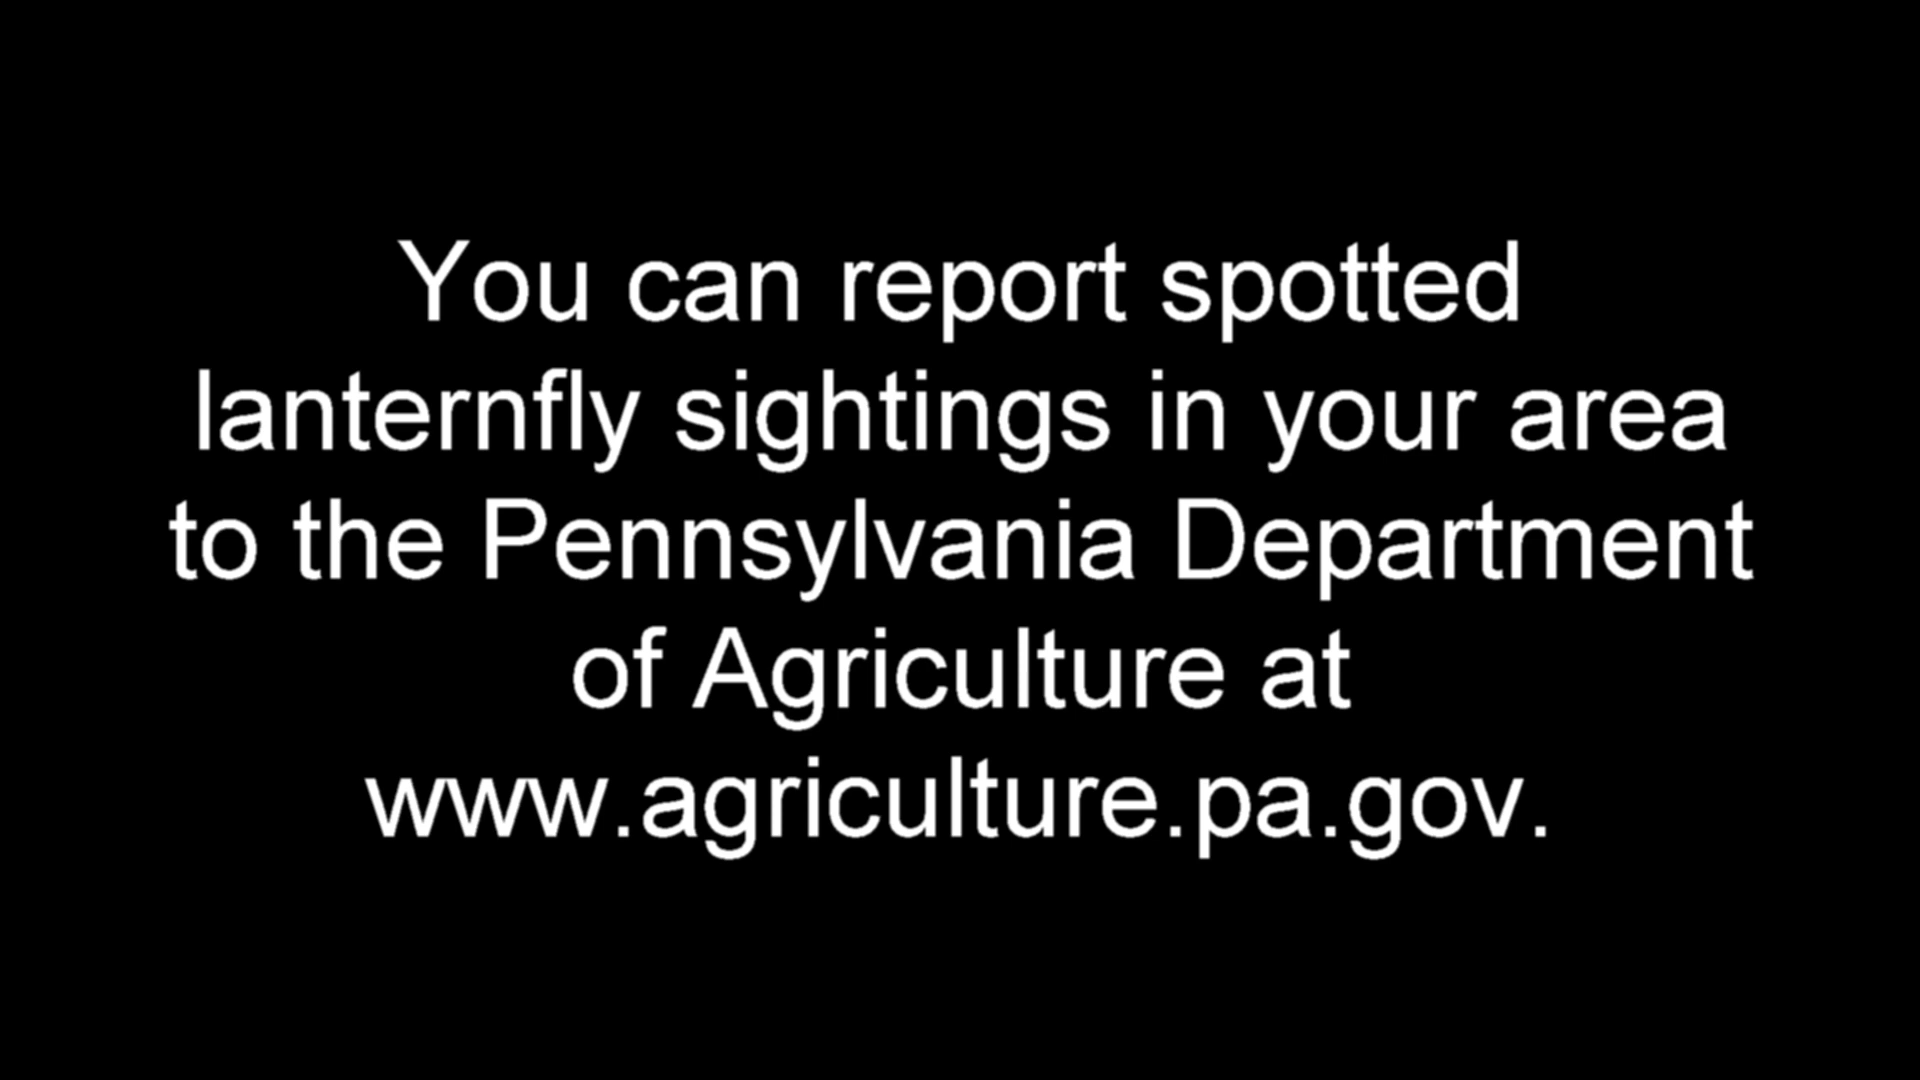 You can report spotted
lanternfly sightings in your area
to the Pennsylvania Department
of Agriculture at
www.agriculture.pa.gov.